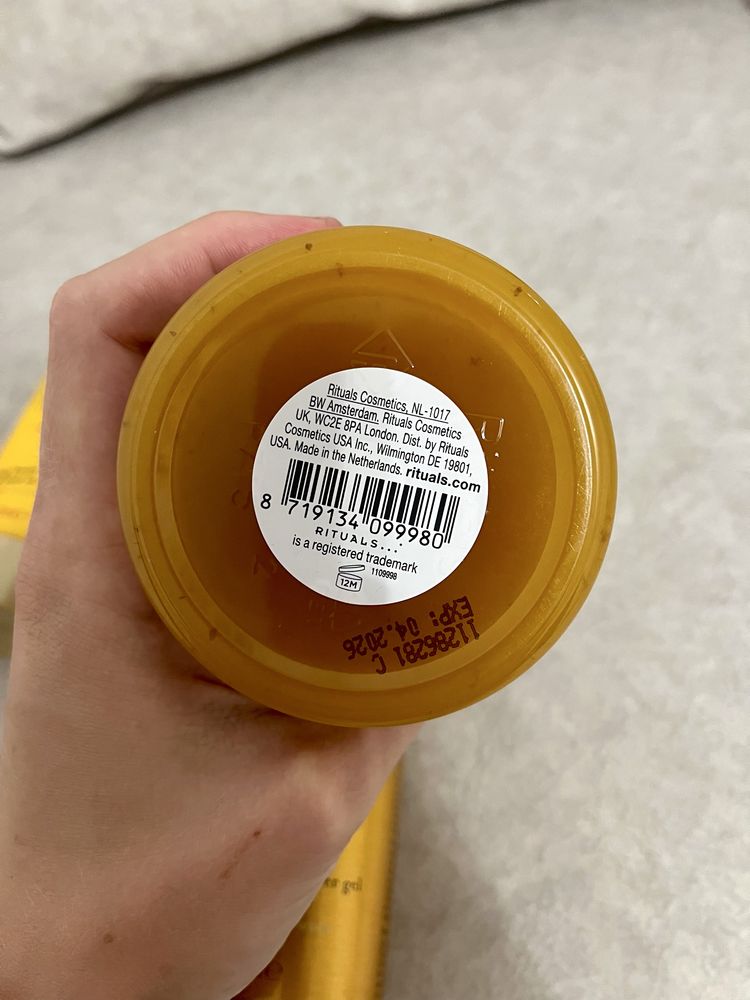 Rituals Cosmetics, NL-1017
BW Amsterdam. Rituals Cosmetics
UK, WC2E 8PA London. Dist. by Rituals
Cosmetics USA Inc., Wilmington DE 19801,
USA. Made in the Netherlands. rituals.com
8 719134 099980
RITUALS...
is a registered trademark
12M 1109998
11286281 C
EXP: 04.2026
gel